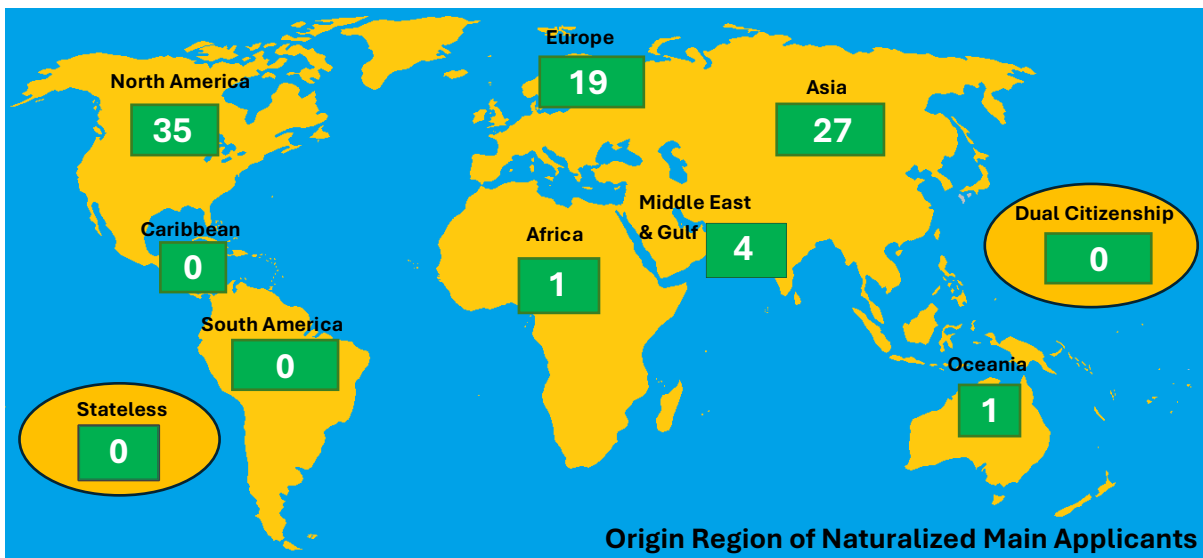 Europe
19
North America
35
Asia
27
Middle East
& Gulf
4
Dual Citizenship
0
Caribbean
0
Africa
1
South America
0
Oceania
1
Stateless
0
Origin Region of Naturalized Main Applicants